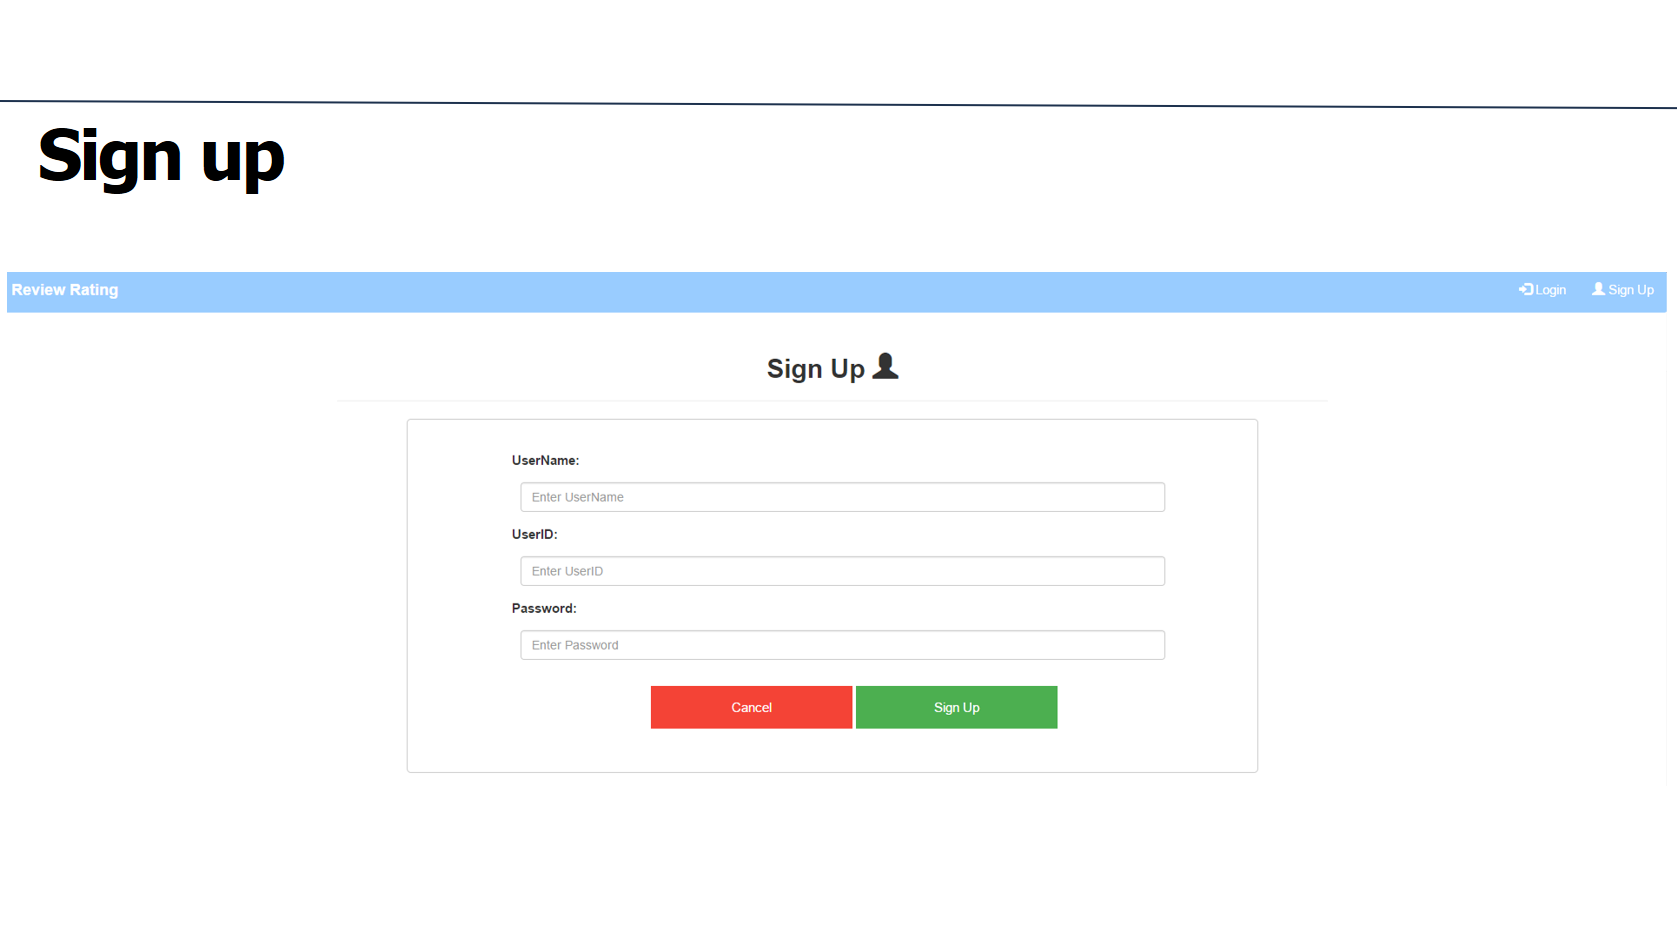 Sign up
Review Rating Login Sign Up
Sign Up
UserName:
Enter UserName
UserID:
Enter UserID
Password:
Enter Password
Cancel Sign Up